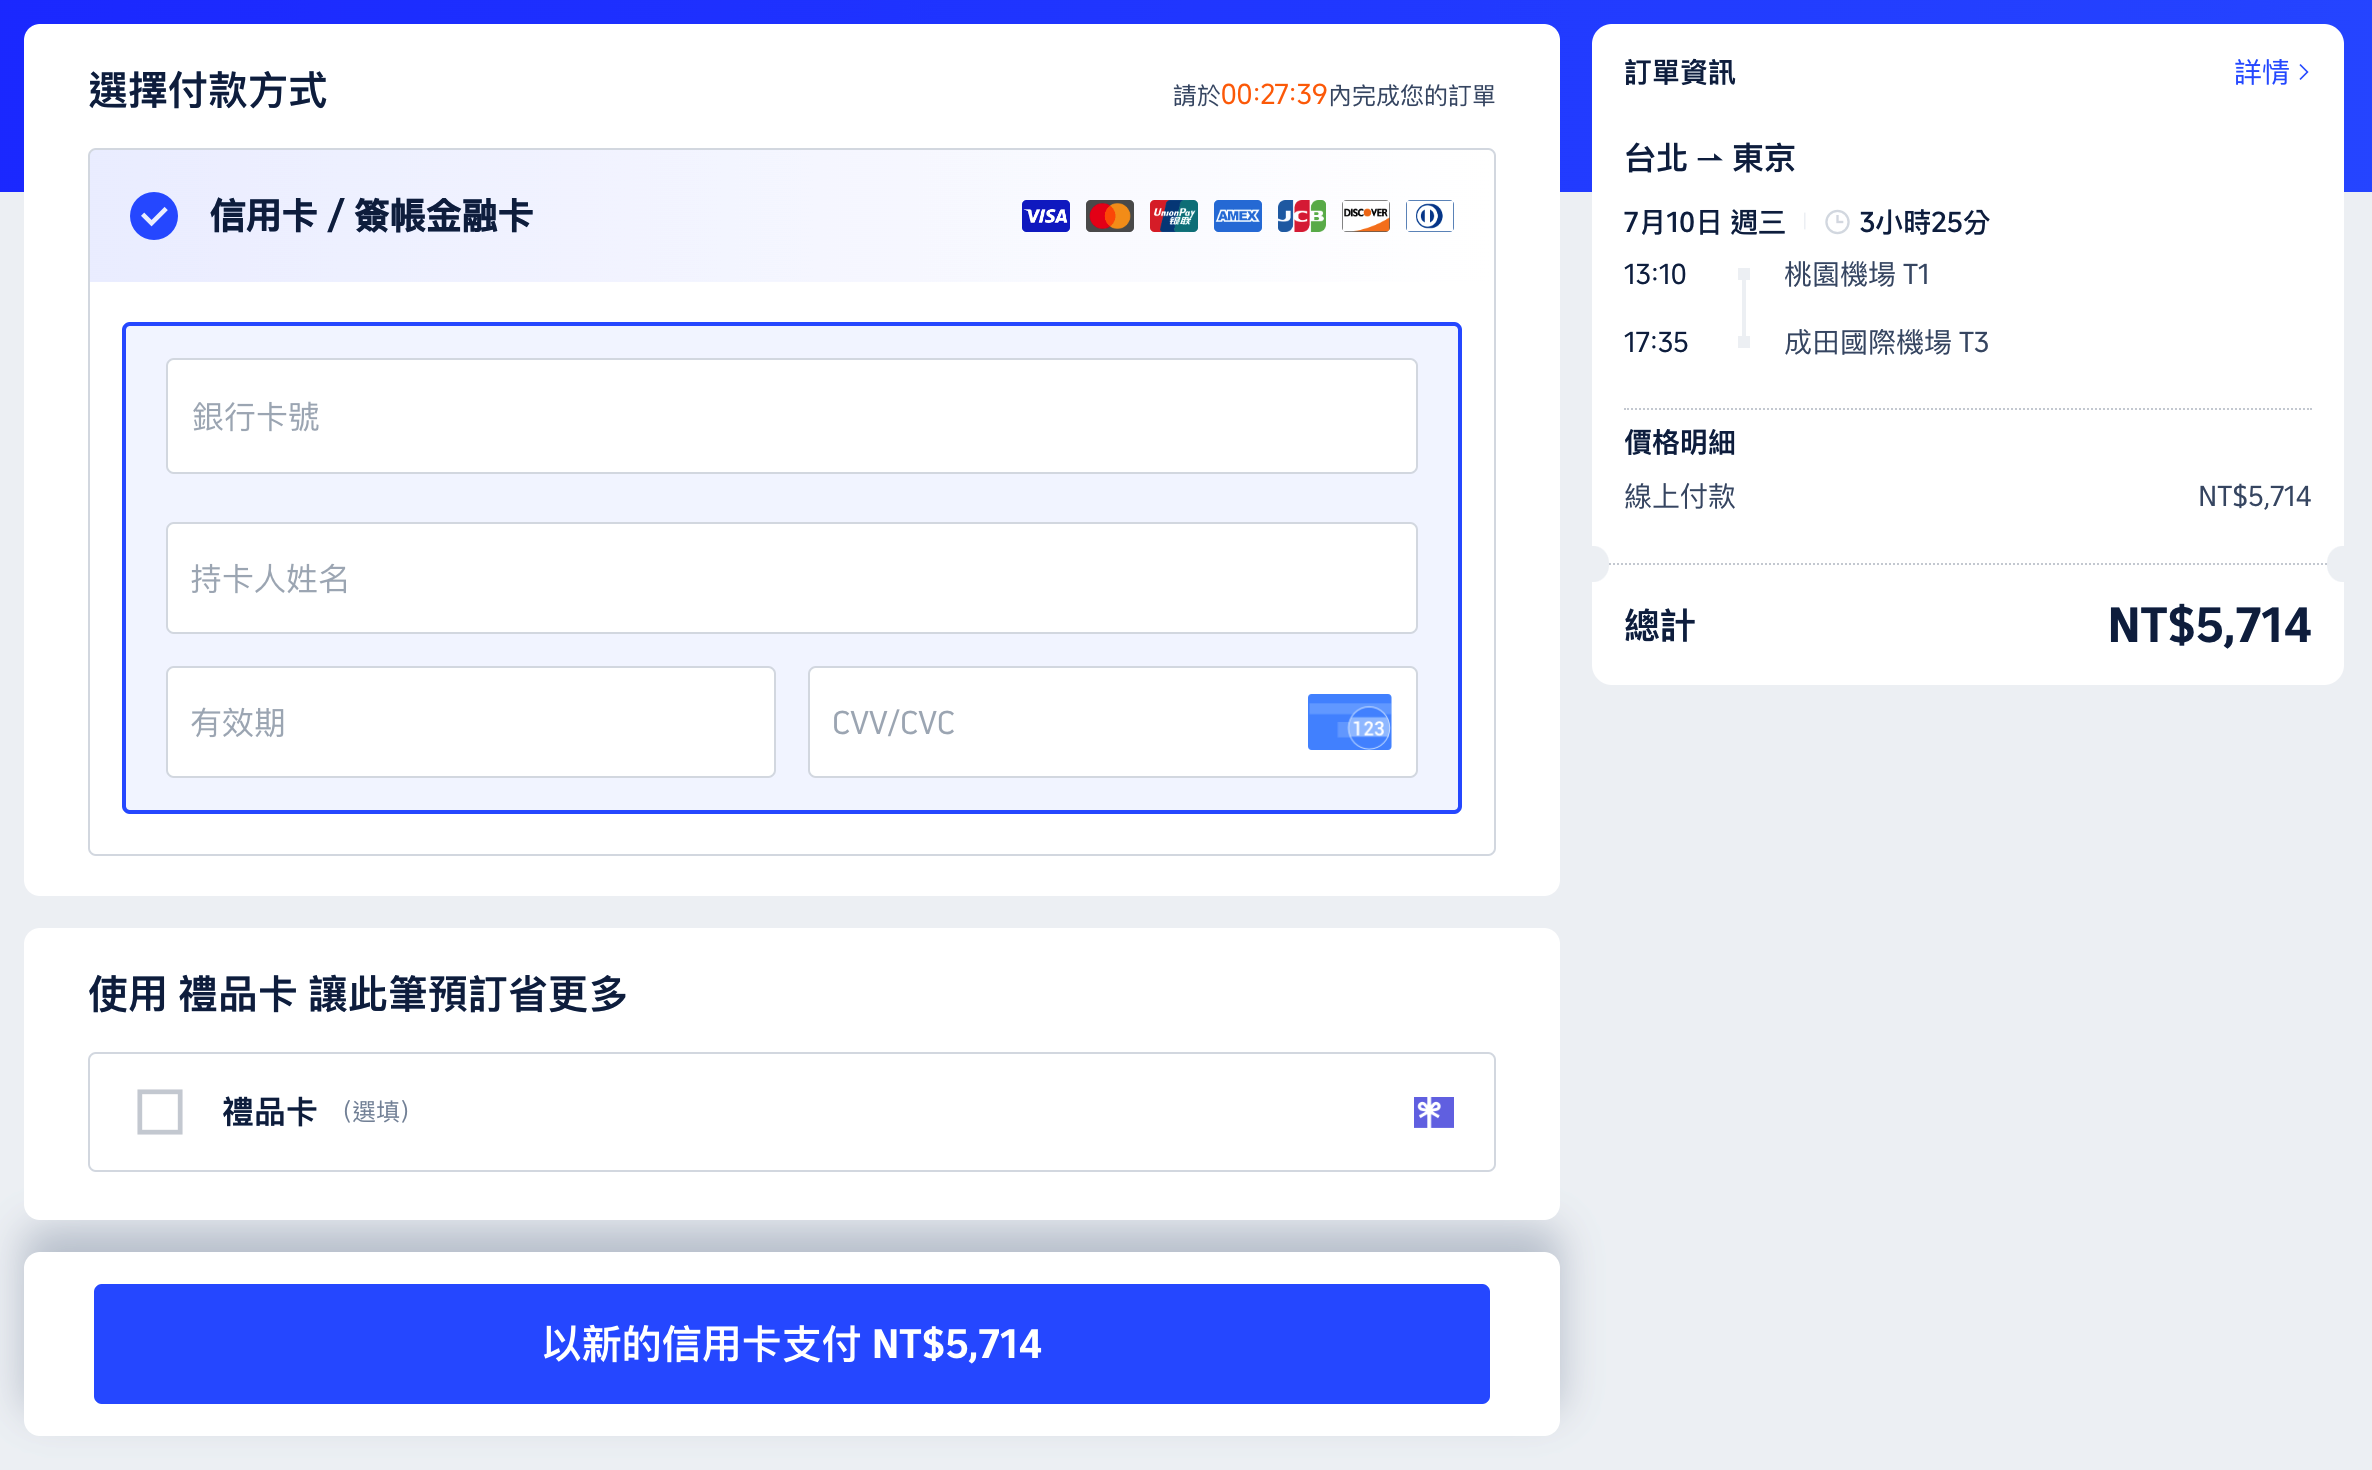 選擇付款方式
請於00:27:39內完成您的訂單
信用卡 / 簽帳金融卡
VISA UnionPay 银联 AMEX JCB DISCOVER
銀行卡號
持卡人姓名
有效期
CVV/CVC
123
使用 禮品卡 讓此筆預訂省更多
禮品卡 (選填)
以新的信用卡支付 NT$5,714
訂單資訊
詳情
台北 ⇀ 東京
7月10日 週三 3小時25分
13:10 桃園機場 T1
17:35 成田國際機場 T3
價格明細
線上付款 NT$5,714
總計 NT$5,714